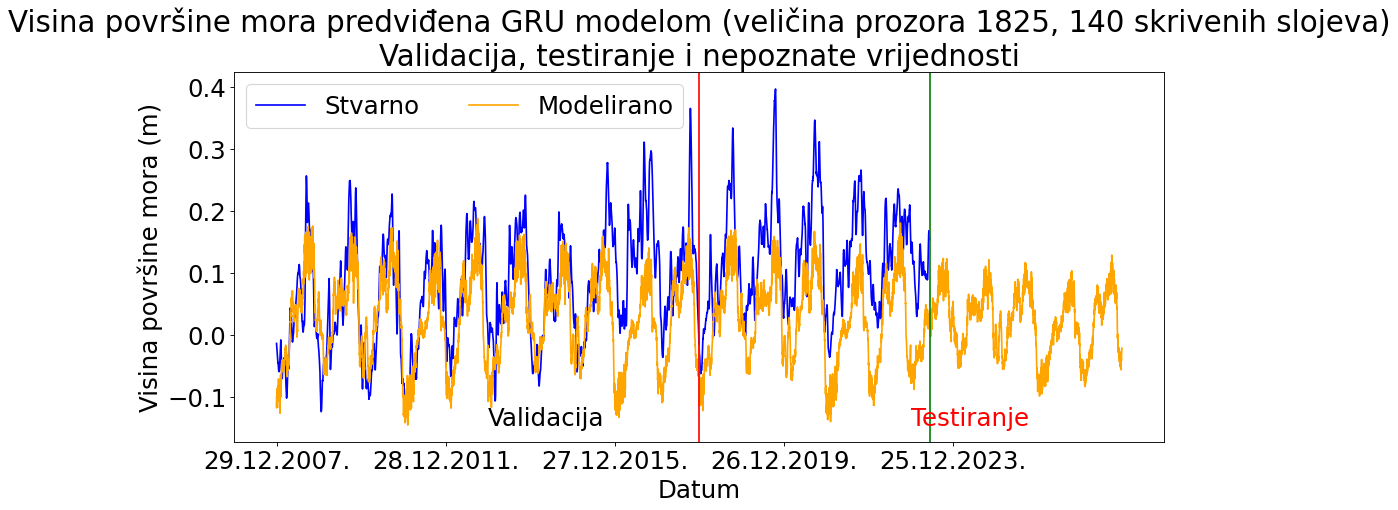 Visina površine mora predviđena GRU modelom (veličina prozora 1825, 140 skrivenih slojeva)
Validacija, testiranje i nepoznate vrijednosti
Stvarno
Modelirano
Visina površine mora (m)
0.4
0.3
0.2
0.1
0.0
−0.1
Validacija
Testiranje
29.12.2007.
28.12.2011.
27.12.2015.
26.12.2019.
25.12.2023.
Datum